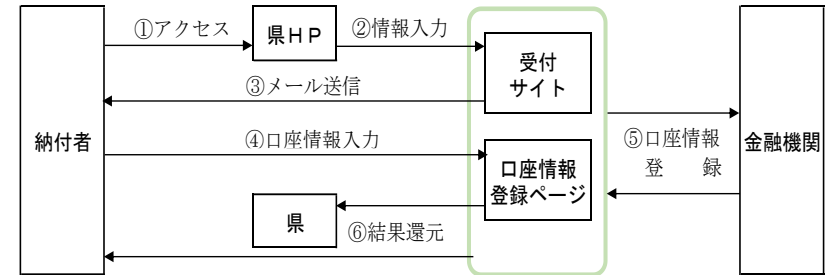 ①アクセス
県HP
②情報入力
受付
サイト
③メール送信
納付者
④口座情報入力
口座情報
登録ページ
⑤口座情報
登　録
金融機関
県
⑥結果還元